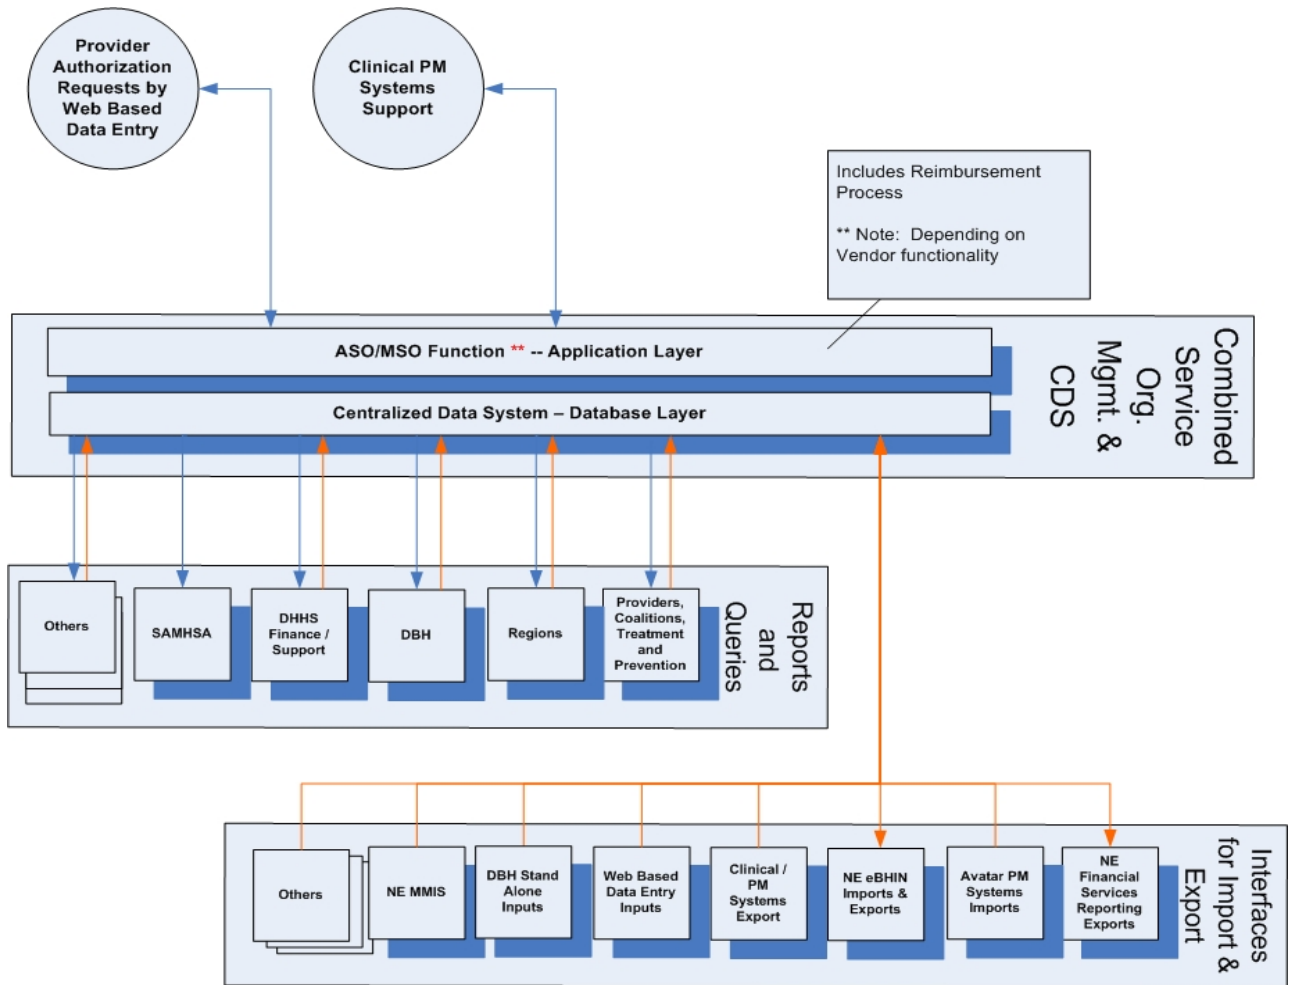 Provider
Authorization
Requests by
Web Based
Data Entry
Clinical PM
Systems
Support
Includes Reimbursement
Process
** Note:  Depending on
Vendor functionality
ASO/MSO Function ** -- Application Layer
Centralized Data System – Database Layer
Combined
Service
Org.
Mgmt. &
CDS
Others
SAMHSA
DHHS
Finance /
Support
DBH
Regions
Providers,
Coalitions,
Treatment
and
Prevention
Reports
and
Queries
Others
NE MMIS
DBH Stand
Alone
Inputs
Web Based
Data Entry
Inputs
Clinical /
PM
Systems
Export
NE eBHIN
Imports &
Exports
Avatar PM
Systems
Imports
NE
Financial
Services
Reporting
Exports
Interfaces
for Import &
Export